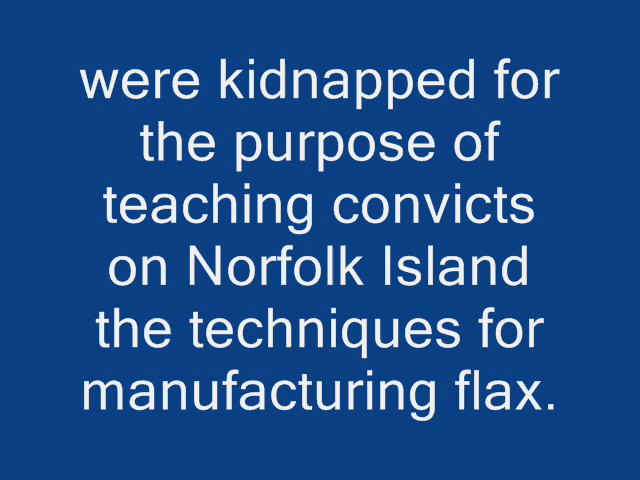 were kidnapped for
the purpose of
teaching convicts
on Norfolk Island
the techniques for
manufacturing flax.